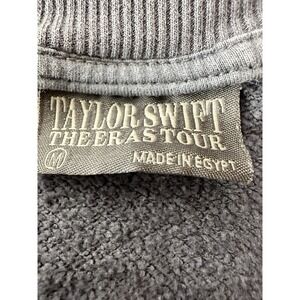 TAYLOR SWIFT
THE ERAS TOUR
M
MADE IN EGYPT